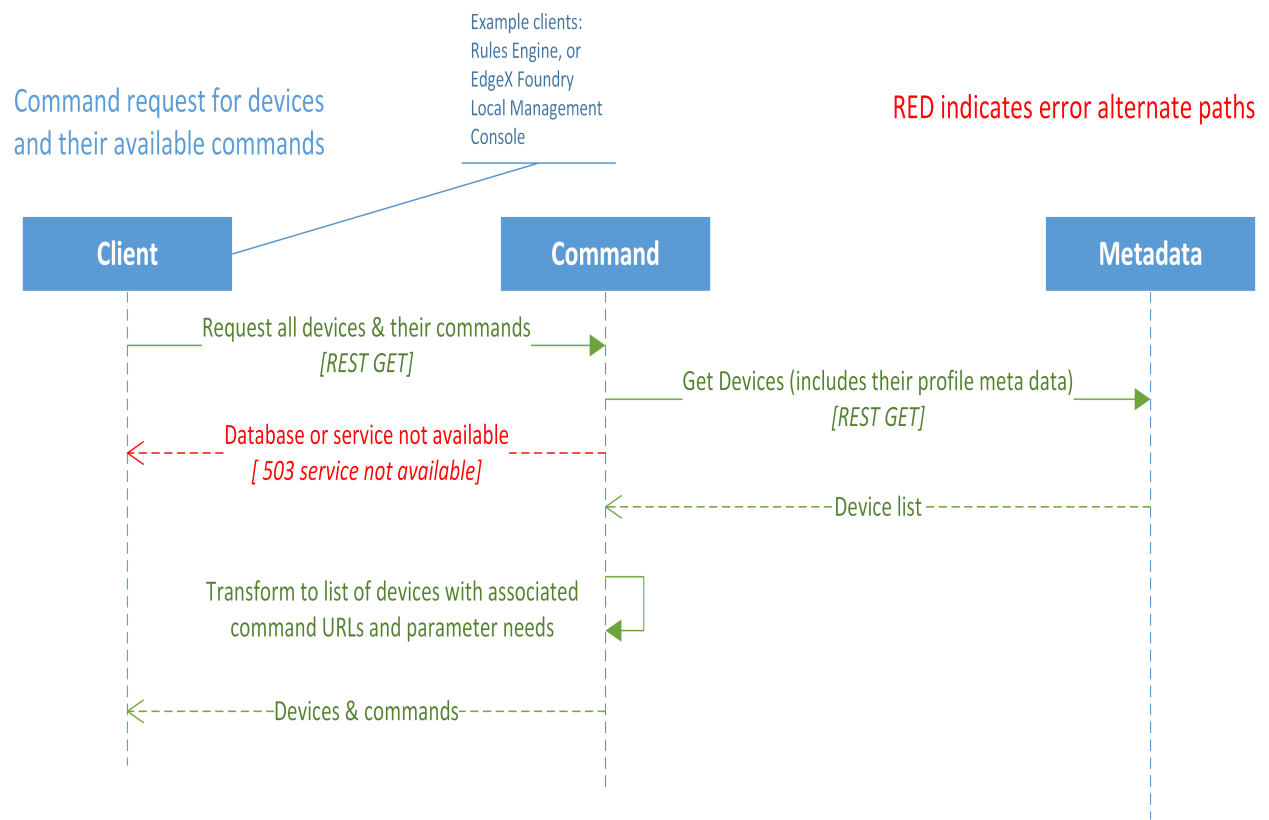 Example clients:
Rules Engine, or
EdgeX Foundry
Local Management
Console
Command request for devices
and their available commands
RED indicates error alternate paths
Client
Command
Metadata
Request all devices & their commands
[REST GET]
Get Devices (includes their profile meta data)
[REST GET]
Database or service not available
[ 503 service not available]
Device list
Transform to list of devices with associated
command URLs and parameter needs
Devices & commands